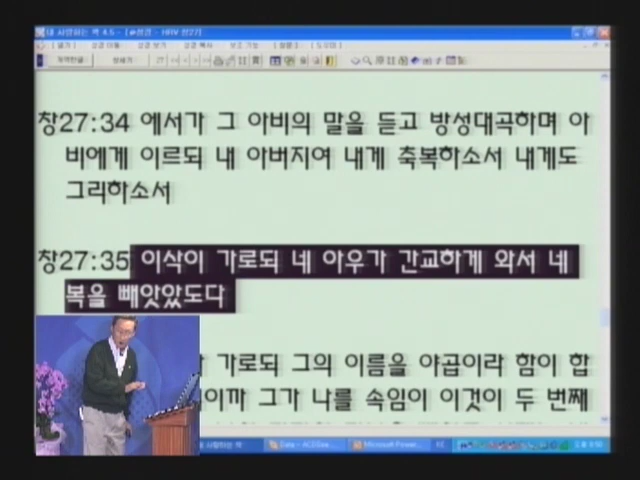 창27:34 에서가 그 아비의 말을 듣고 방성대곡하며 아
비에게 이르되 내 아버지여 내게 축복하소서 내게도
그리하소서
창27:35 이삭이 가로되 네 아우가 간교하게 와서 네
복을 빼앗았도다
가로되 그의 이름을 야곱이라 함이 합
이까 그가 나를 속임이 이것이 두 번째